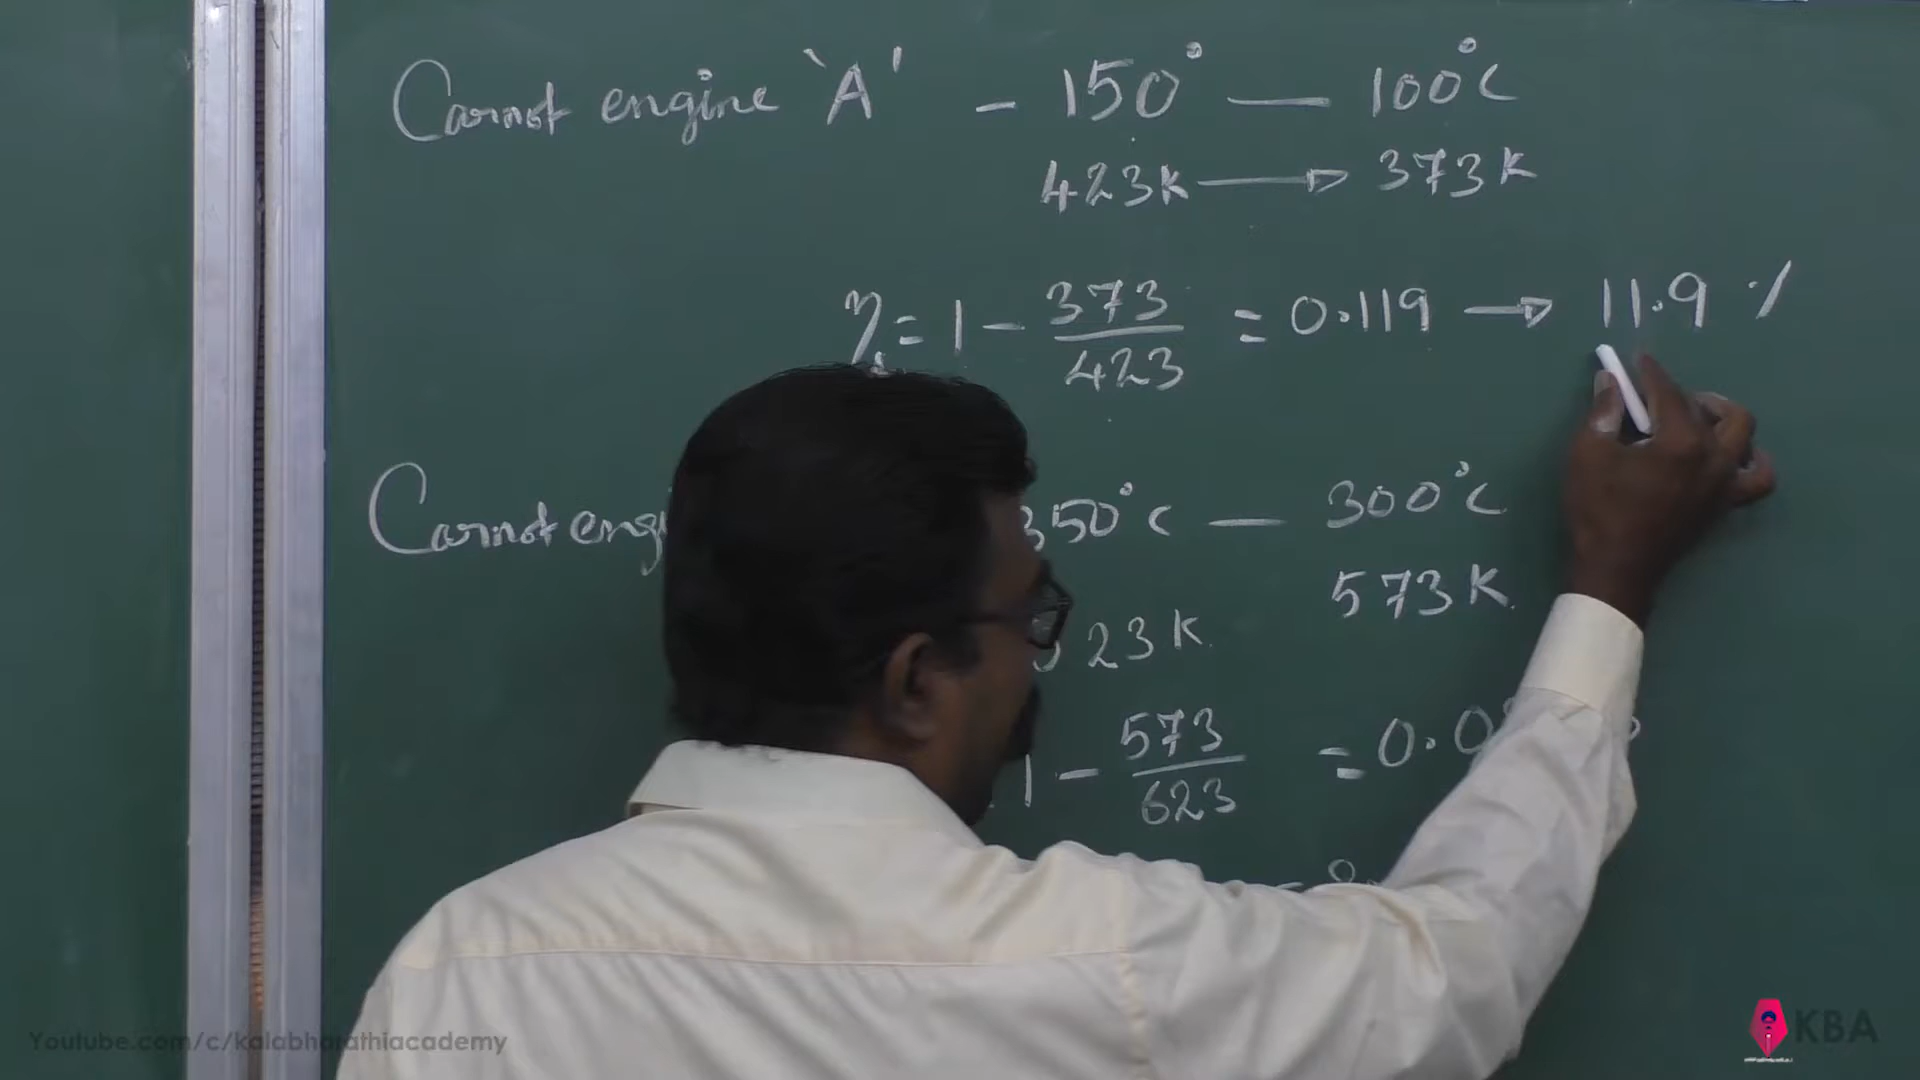 Carnot engine 'A' - 150° — 100°C
423K → 373K
η₁ = 1 - 373/423 = 0.119 → 11.9 %
Carnot 350°C — 300°C
573K
23K
1 - 573/623 = 0.0
Youtube.com/c/kalabharathiacademy
KBA